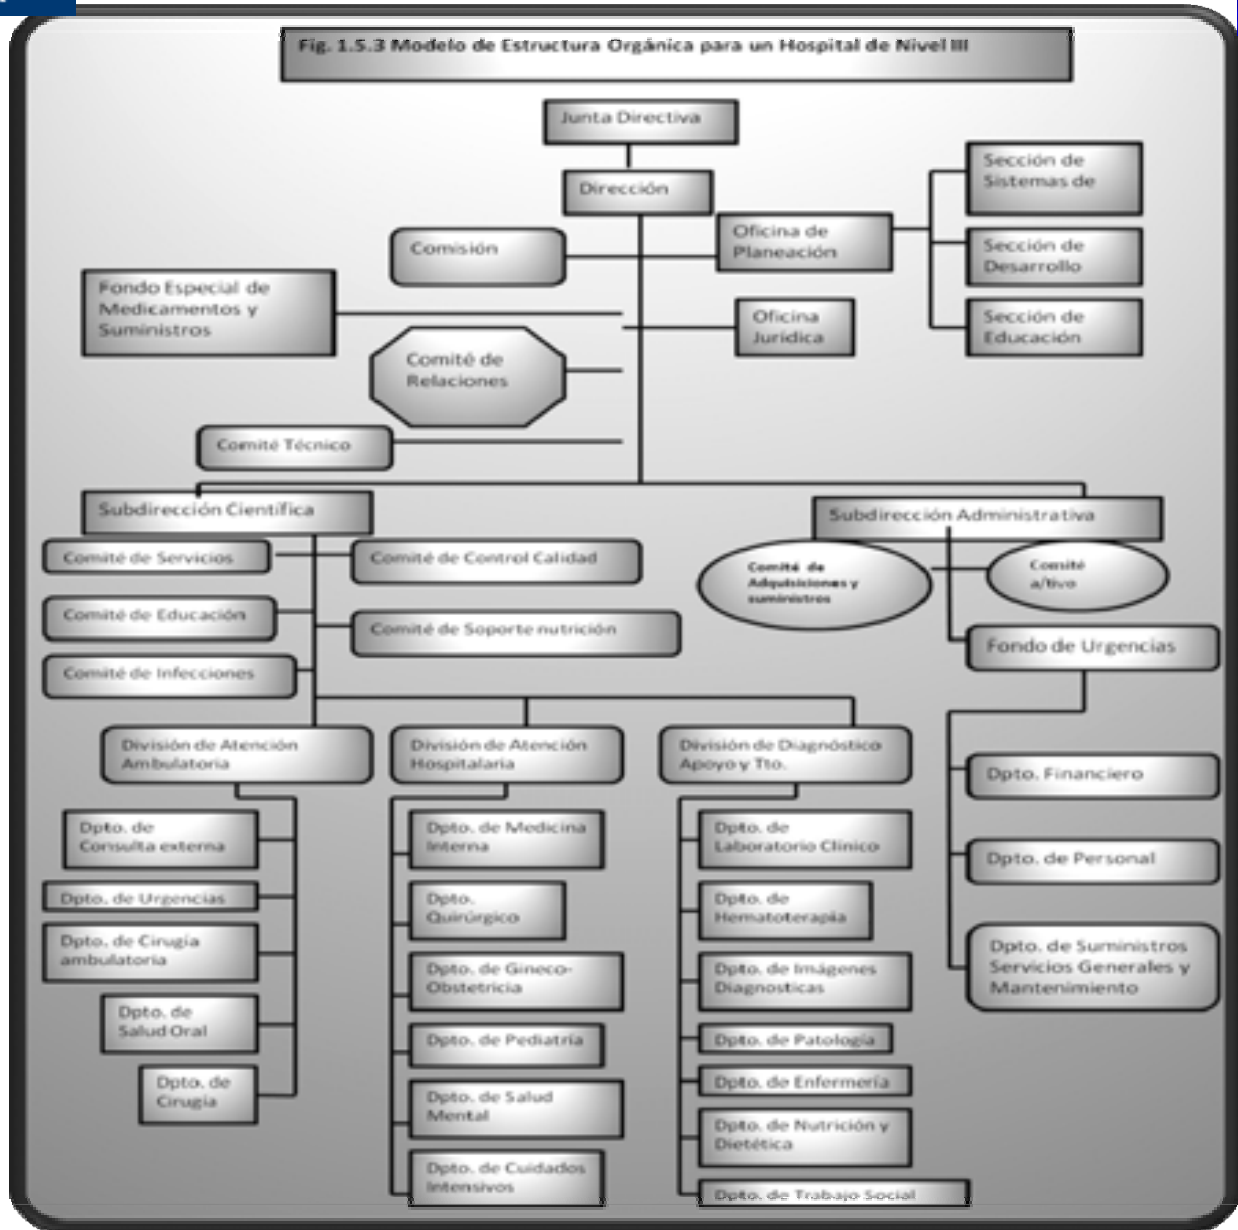 Fig. 1.5.3 Modelo de Estructura Orgánica para un Hospital de Nivel III
Junta Directiva
Dirección
Sección de
Sistemas de
Comisión
Oficina de
Planeación
Sección de
Desarrollo
Fondo Especial de
Medicamentos y
Suministros
Oficina
Jurídica
Sección de
Educación
Comité de
Relaciones
Comité Técnico
Subdirección Científica
Subdirección Administrativa
Comité de Servicios
Comité de Control Calidad
Comité de
Adquisiciones y
suministros
Comité
a/tivo
Comité de Educación
Comité de Soporte nutrición
Fondo de Urgencias
Comité de Infecciones
División de Atención
Ambulatoria
División de Atención
Hospitalaria
División de Diagnóstico
Apoyo y Tto.
Dpto. Financiero
Dpto. de Personal
Dpto. de Suministros
Servicios Generales y
Mantenimiento
Dpto. de
Consulta externa
Dpto. de Urgencias
Dpto. de Cirugía
ambulatoria
Dpto. de
Salud Oral
Dpto. de
Cirugía
Dpto. de Medicina
Interna
Dpto.
Quirúrgico
Dpto. de Gineco-
Obstetricia
Dpto. de Pediatría
Dpto. de Salud
Mental
Dpto. de Cuidados
Intensivos
Dpto. de
Laboratorio Clínico
Dpto. de
Hematoterapia
Dpto. de Imágenes
Diagnosticas
Dpto. de Patología
Dpto. de Enfermería
Dpto. de Nutrición y
Dietética
Dpto. de Trabajo Social